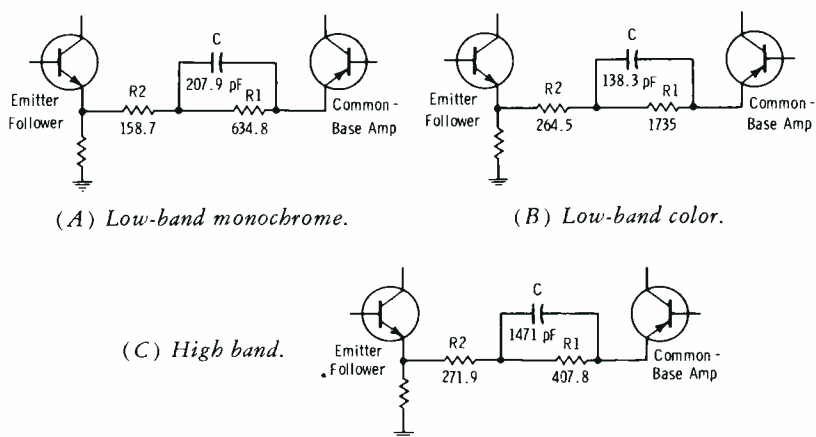 C
207.9 pF
R2
R1
158.7
634.8
Emitter
Follower
Common-
Base Amp
(A) Low-band monochrome.
C
138.3 pF
R2
R1
264.5
1735
Emitter
Follower
Common-
Base Amp
(B) Low-band color.
C
1471 pF
R2
R1
271.9
407.8
Emitter
Follower
Common-
Base Amp
(C) High band.